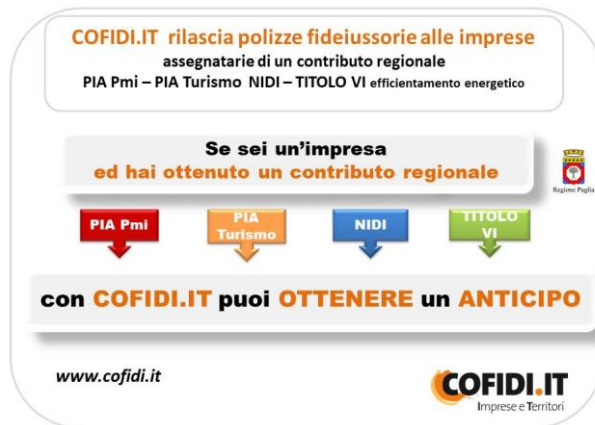 COFIDI.IT rilascia polizze fideiussorie alle imprese
assegnatarie di un contributo regionale
PIA Pmi – PIA Turismo NIDI – TITOLO VI efficientamento energetico
Se sei un'impresa
ed hai ottenuto un contributo regionale
Regione Puglia
PIA Pmi
PIA
Turismo
NIDI
TITOLO
VI
con COFIDI.IT puoi OTTENERE un ANTICIPO
www.cofidi.it
COFIDI.IT
Imprese e Territori